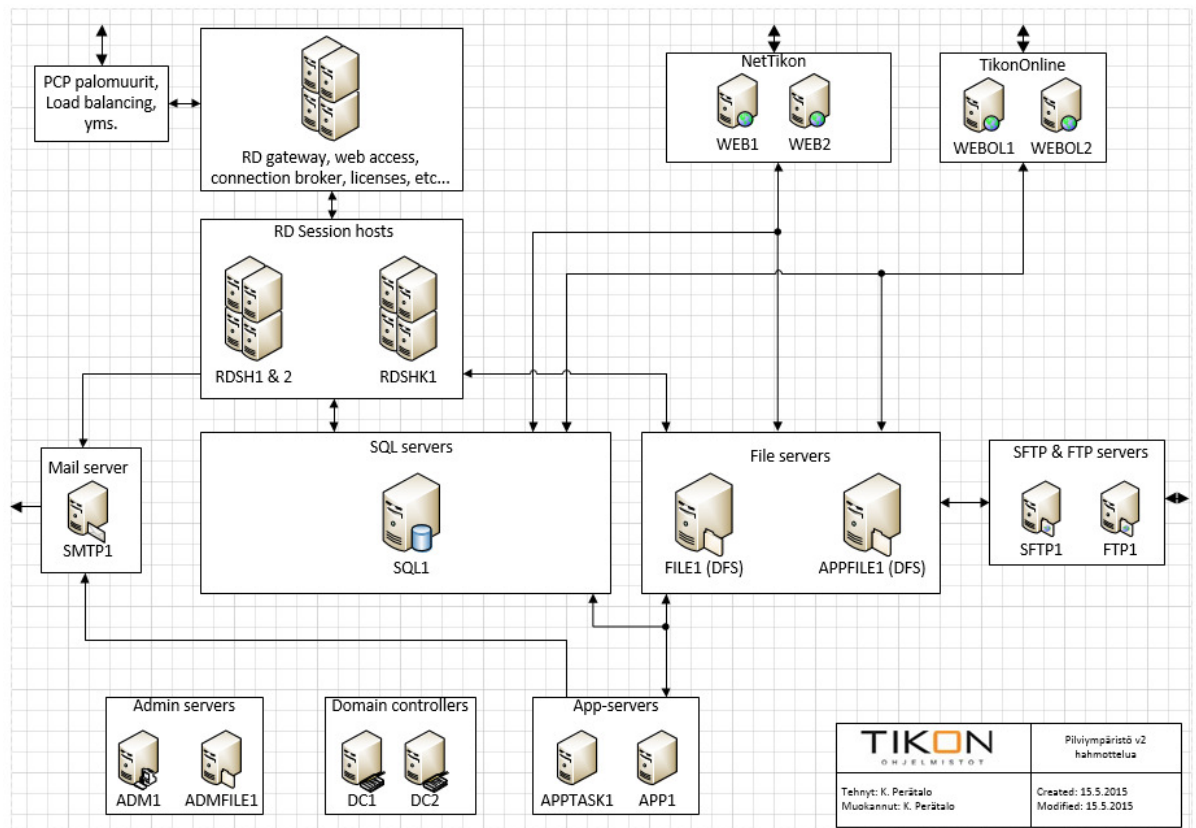 PCP palomuurit,
Load balancing,
yms.
RD gateway, web access,
connection broker, licenses, etc...
NetTikon
WEB1
WEB2
TikonOnline
WEBOL1
WEBOL2
RD Session hosts
RDSH1 & 2
RDSHK1
Mail server
SMTP1
SQL servers
SQL1
File servers
FILE1 (DFS)
APPFILE1 (DFS)
SFTP & FTP servers
SFTP1
FTP1
Admin servers
ADM1
ADMFILE1
Domain controllers
DC1
DC2
App-servers
APPTASK1
APP1
TIKON
OHJELMISTOT
Pilviympäristö v2
hahmottelua
Tehnyt: K. Perätalo
Muokannut: K. Perätalo
Created: 15.5.2015
Modified: 15.5.2015